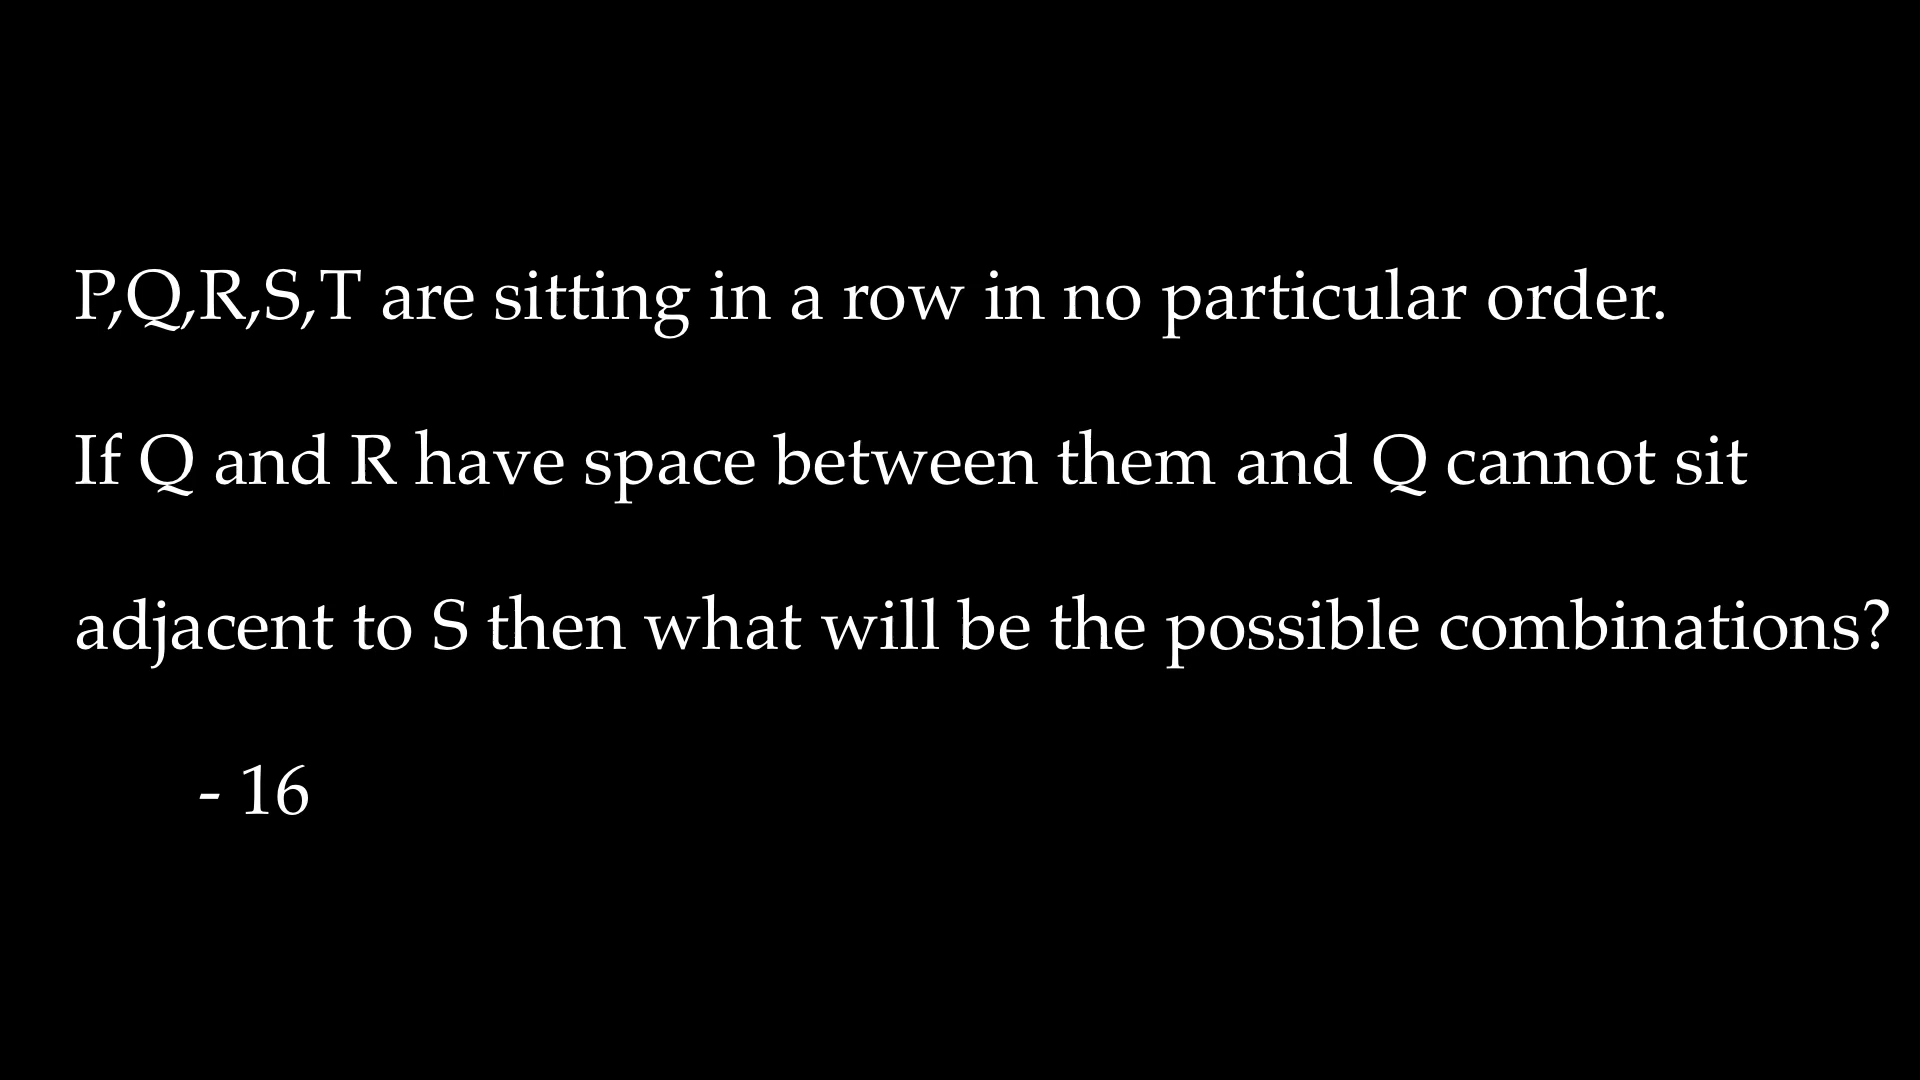 P,Q,R,S,T are sitting in a row in no particular order.
If Q and R have space between them and Q cannot sit
adjacent to S then what will be the possible combinations?
- 16